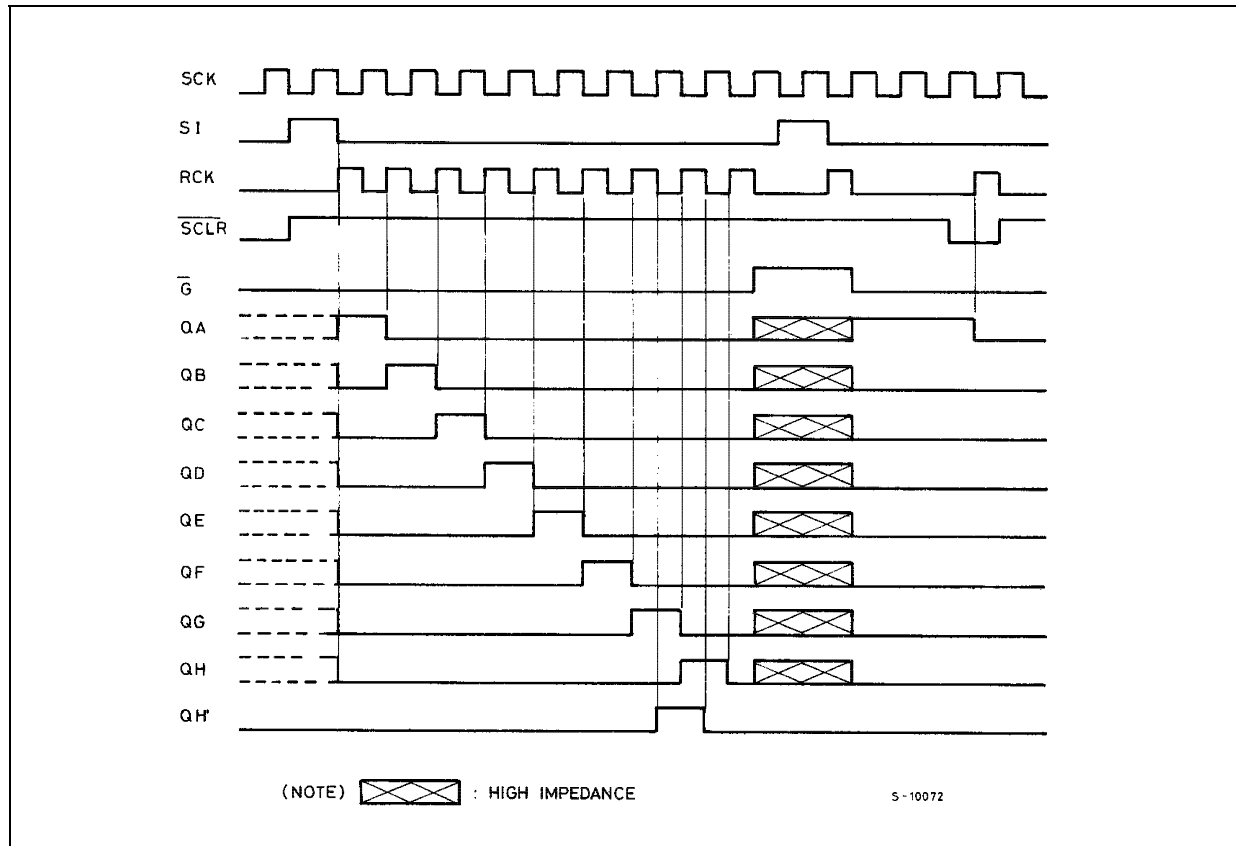 SCK
SI
RCK
SCLR
G
QA
QB
QC
QD
QE
QF
QG
QH
QH'
(NOTE) : HIGH IMPEDANCE
S-10072